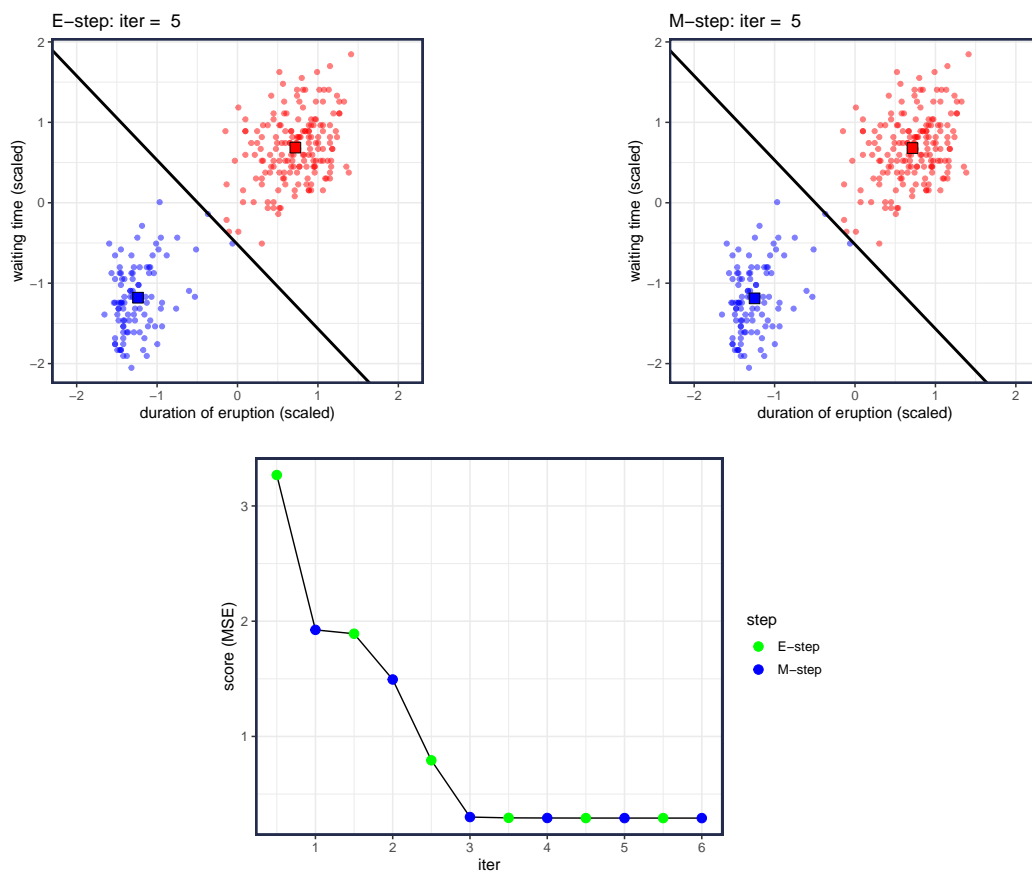 E−step: iter =  5
2
1
0
−1
−2
waiting time (scaled)
−2 −1 0 1 2
duration of eruption (scaled)
M−step: iter =  5
2
1
0
−1
−2
waiting time (scaled)
−2 −1 0 1 2
duration of eruption (scaled)
3
2
1
score (MSE)
1 2 3 4 5 6
iter
step
E−step
M−step